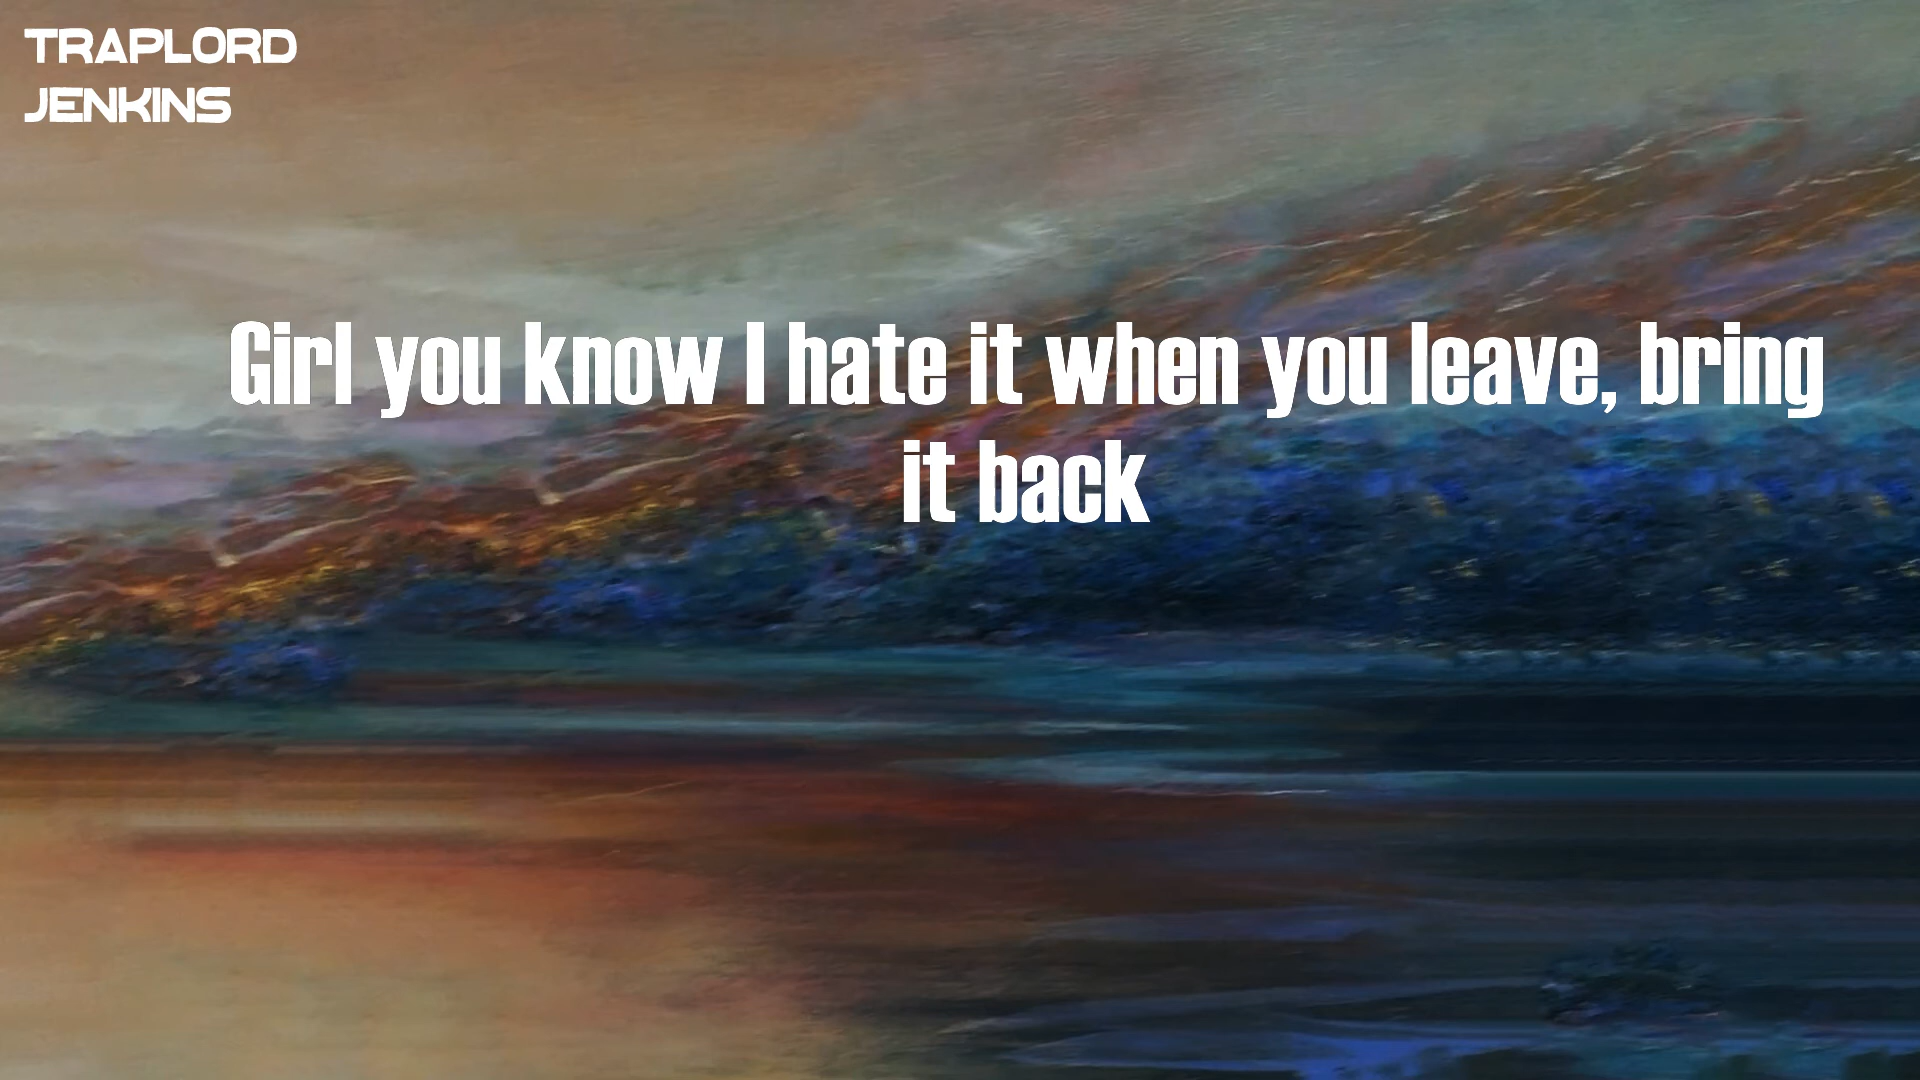 TRAPLORD
JENKINS
Girl you know I hate it when you leave, bring
it back